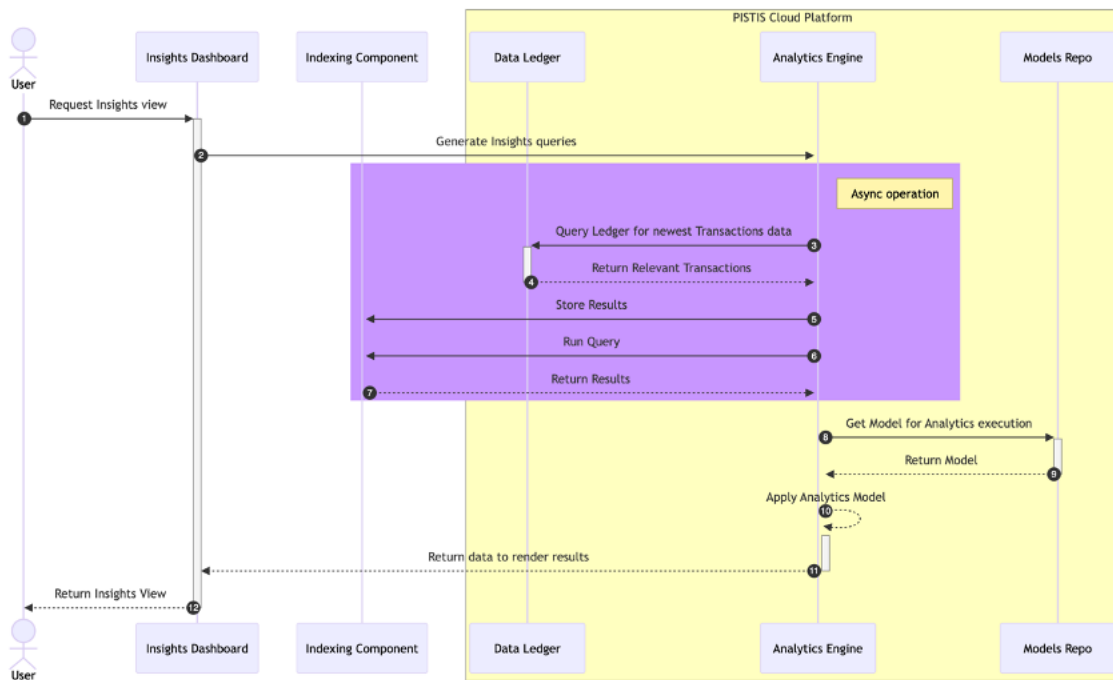 PISTIS Cloud Platform
User
Insights Dashboard
Indexing Component
Data Ledger
Analytics Engine
Models Repo
1
Request Insights view
2
Generate Insights queries
Async operation
Query Ledger for newest Transactions data
3
4
Return Relevant Transactions
Store Results
5
Run Query
6
7
Return Results
8
Get Model for Analytics execution
Return Model
9
Apply Analytics Model
10
Return data to render results
11
Return Insights View
12
User
Insights Dashboard
Indexing Component
Data Ledger
Analytics Engine
Models Repo